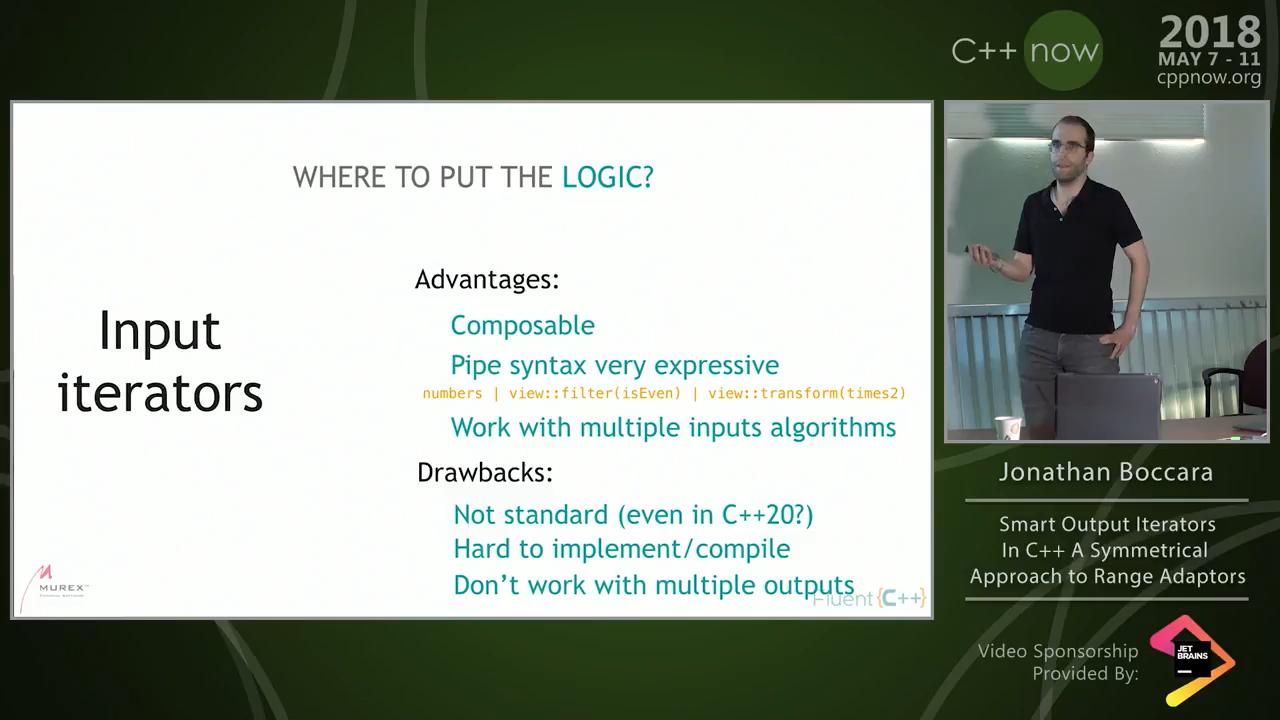 C++ now
2018
MAY 7 - 11
cppnow.org
WHERE TO PUT THE LOGIC?
Input
iterators
Advantages:
Composable
Pipe syntax very expressive
numbers | view::filter(isEven) | view::transform(times2)
Work with multiple inputs algorithms
Drawbacks:
Not standard (even in C++20?)
Hard to implement/compile
Don't work with multiple outputs
MUREX
Fluent {C++}
Jonathan Boccara
Smart Output Iterators
In C++ A Symmetrical
Approach to Range Adaptors
Video Sponsorship
Provided By:
JET
BRAINS